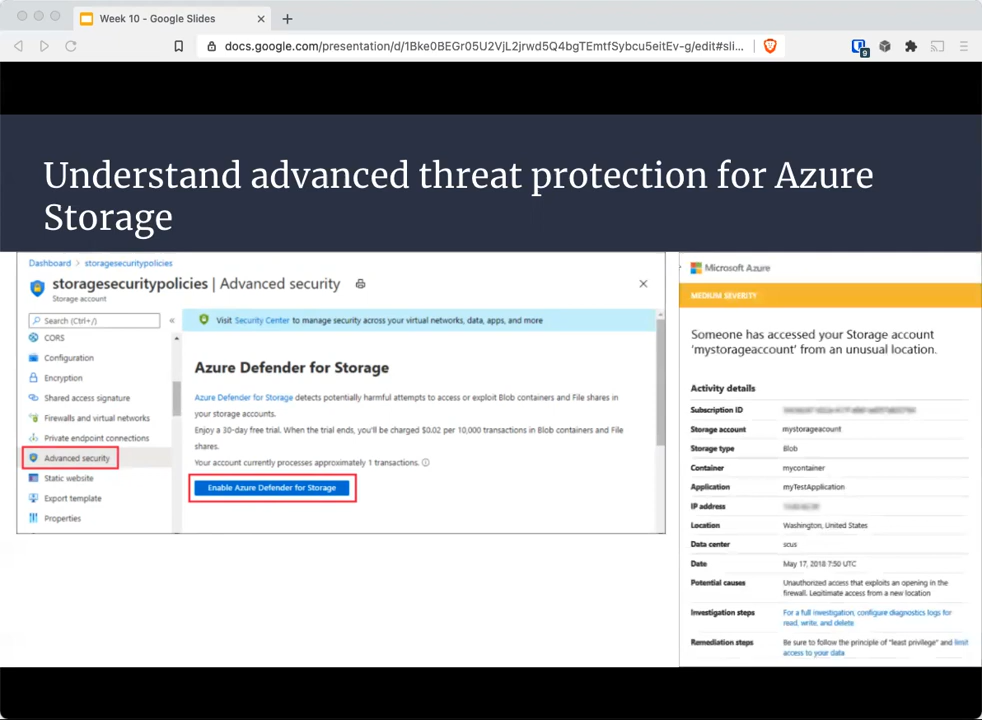 Week 10 - Google Slides
docs.google.com/presentation/d/1Bke0BEGr05U2VjL2jrwd5Q4bgTEmtfSybcu5eitEv-g/edit#sli...
9
Understand advanced threat protection for Azure
Storage
Dashboard > storagesecuritypolicies
storagesecuritypolicies | Advanced security
Storage account
Search (Ctrl+/)
«
CORS
Configuration
Encryption
Shared access signature
Firewalls and virtual networks
Private endpoint connections
Advanced security
Static website
Export template
Properties
Visit Security Center to manage security across your virtual networks, data, apps, and more
Azure Defender for Storage
Azure Defender for Storage detects potentially harmful attempts to access or exploit Blob containers and File shares in
your storage accounts.
Enjoy a 30-day free trial. When the trial ends, you'll be charged $0.02 per 10,000 transactions in Blob containers and File
shares.
Your account currently processes approximately 1 transactions.
Enable Azure Defender for Storage
Microsoft Azure
MEDIUM SEVERITY
Someone has accessed your Storage account
'mystorageaccount' from an unusual location.
Activity details
Subscription ID
Storage account mystorageacount
Storage type Blob
Container mycontainer
Application myTestApplication
IP address
Location Washington, United States
Data center scus
Date May 17, 2018 7:50 UTC
Potential causes Unauthorized access that exploits an opening in the
firewall. Legitimate access from a new location
Investigation steps For a full investigation, configure diagnostics logs for
read, write, and delete
Remediation steps Be sure to follow the principle of "least privilege" and limit
access to your data